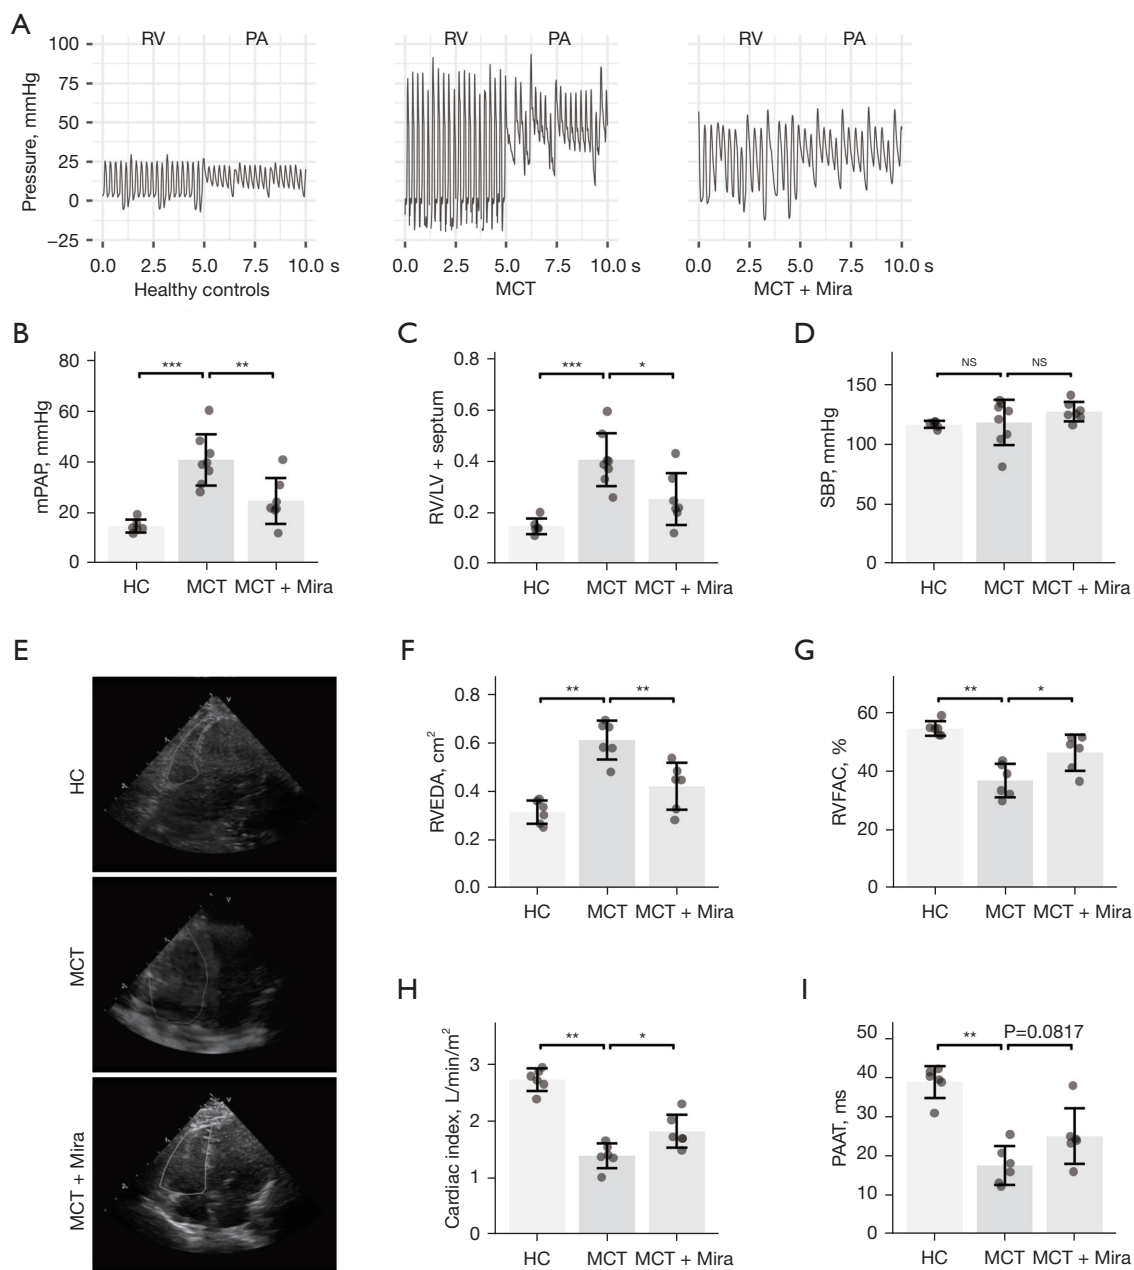 A
RV PA RV PA RV PA
Pressure, mmHg
100
75
50
25
0
−25
0.0 2.5 5.0 7.5 10.0 s 0.0 2.5 5.0 7.5 10.0 s 0.0 2.5 5.0 7.5 10.0 s
Healthy controls MCT MCT + Mira
B
mPAP, mmHg
80
60
40
20
0
*** **
HC MCT MCT + Mira
C
RV/LV + septum
0.8
0.6
0.4
0.2
0.0
*** *
HC MCT MCT + Mira
D
SBP, mmHg
150
100
50
0
NS NS
HC MCT MCT + Mira
E
HC
MCT
MCT + Mira
F
RVEDA, cm²
0.8
0.6
0.4
0.2
0.0
** **
HC MCT MCT + Mira
G
RVFAC, %
60
40
20
0
** *
HC MCT MCT + Mira
H
Cardiac index, L/min/m²
3
2
1
0
** *
HC MCT MCT + Mira
I
PAAT, ms
50
40
30
20
10
0
** P=0.0817
HC MCT MCT + Mira